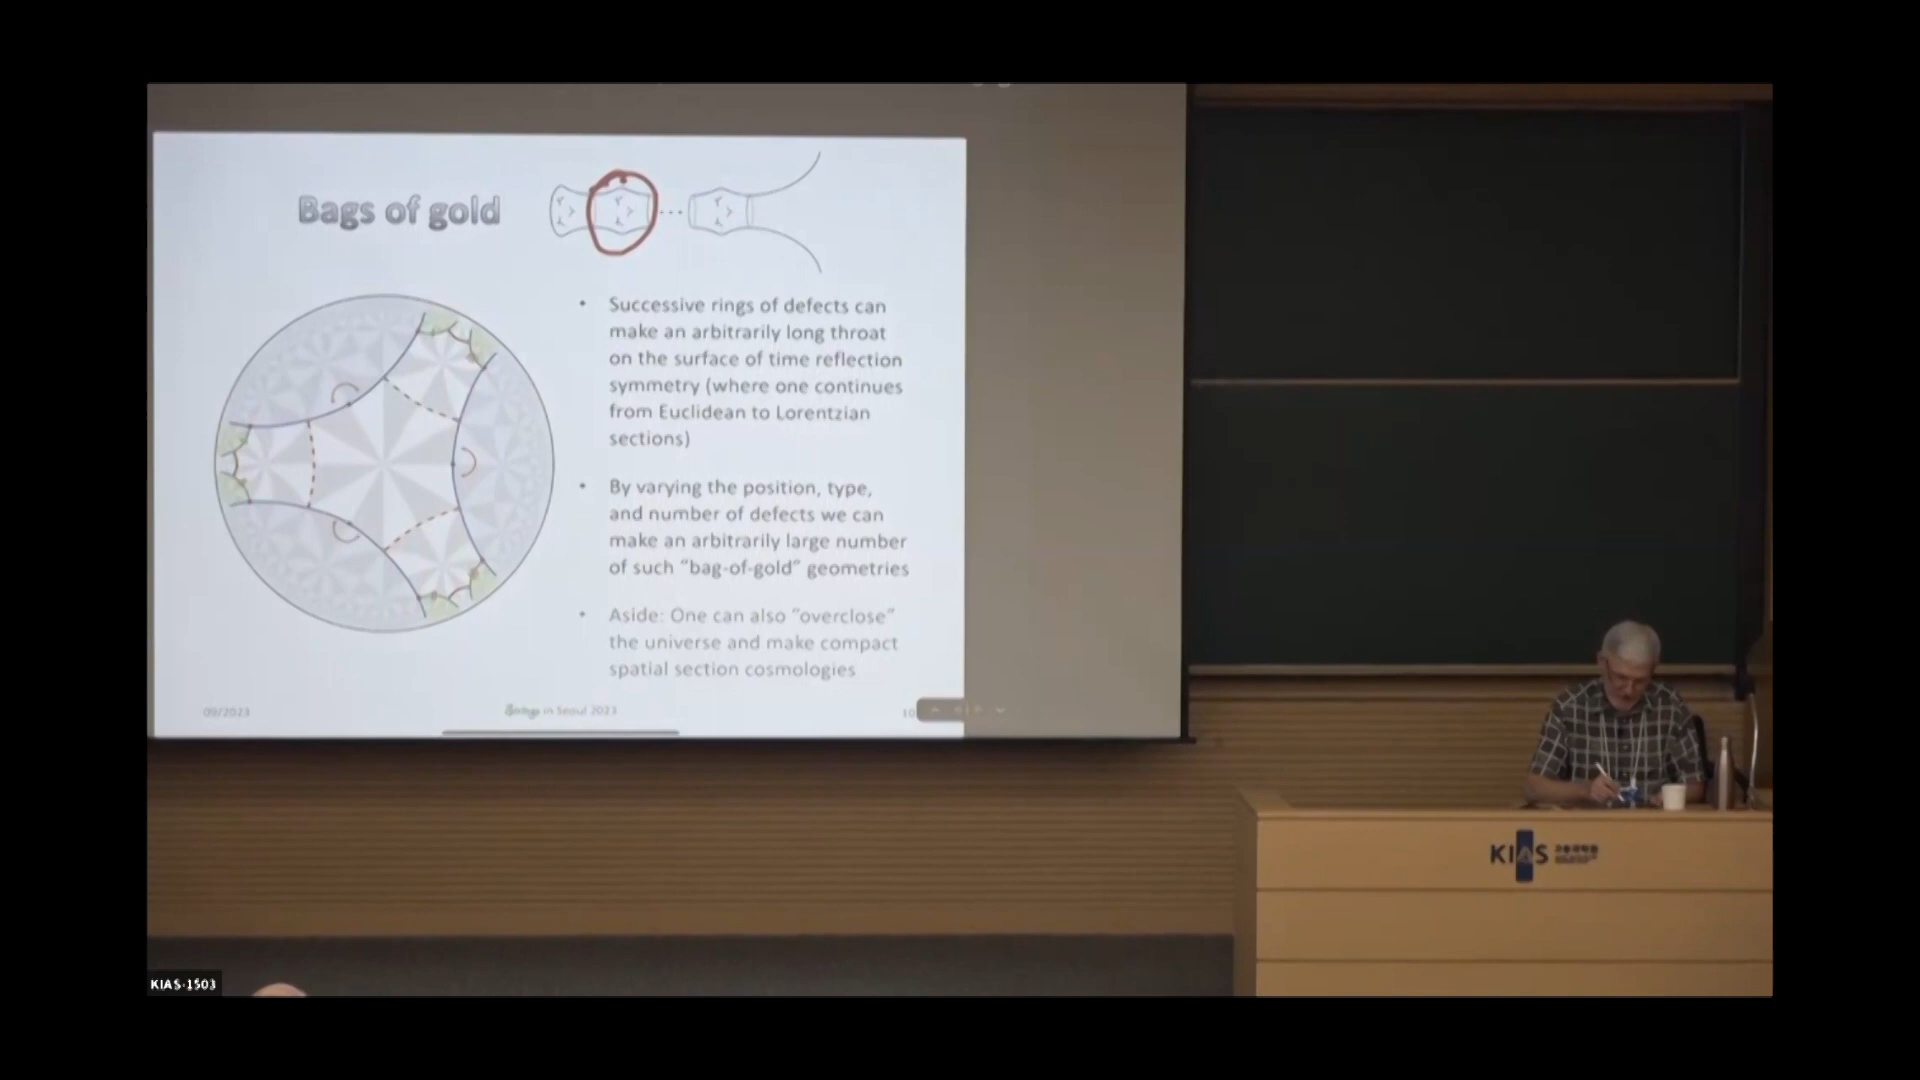 Bags of gold
• Successive rings of defects can
make an arbitrarily long throat
on the surface of time reflection
symmetry (where one continues
from Euclidean to Lorentzian
sections)
• By varying the position, type,
and number of defects we can
make an arbitrarily large number
of such “bag-of-gold” geometries
• Aside: One can also “overclose”
the universe and make compact
spatial section cosmologies
09/2023
Strings in Seoul 2023
10
KIAS
KIAS-1503